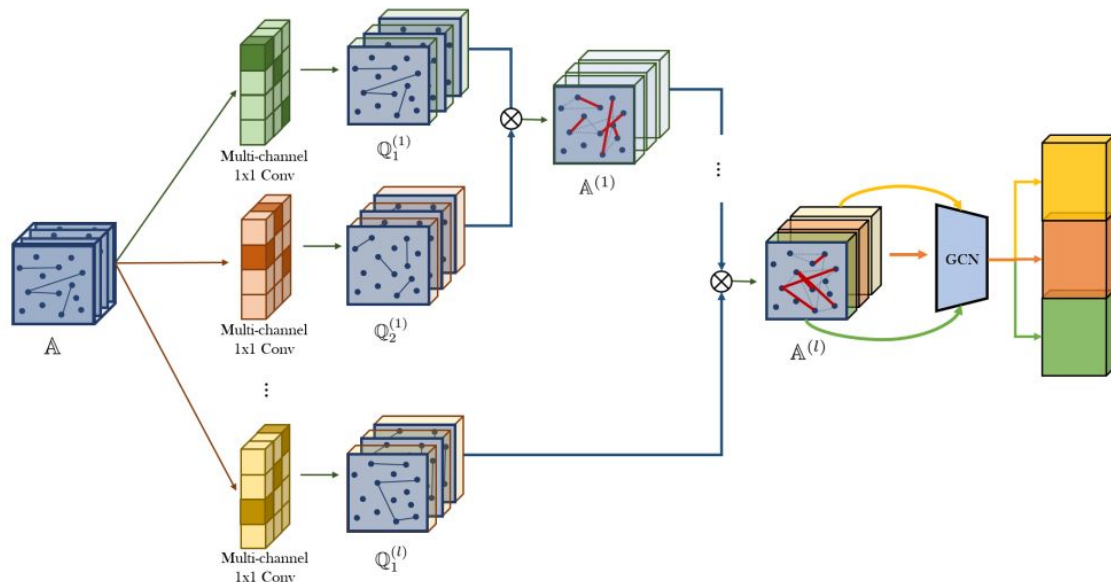 Multi-channel
1x1 Conv
ℚ₁⁽¹⁾
𝔸⁽¹⁾
Multi-channel
1x1 Conv
ℚ₂⁽¹⁾
𝔸
⋮
⋮
Multi-channel
1x1 Conv
ℚ₁⁽ˡ⁾
𝔸⁽ˡ⁾
GCN